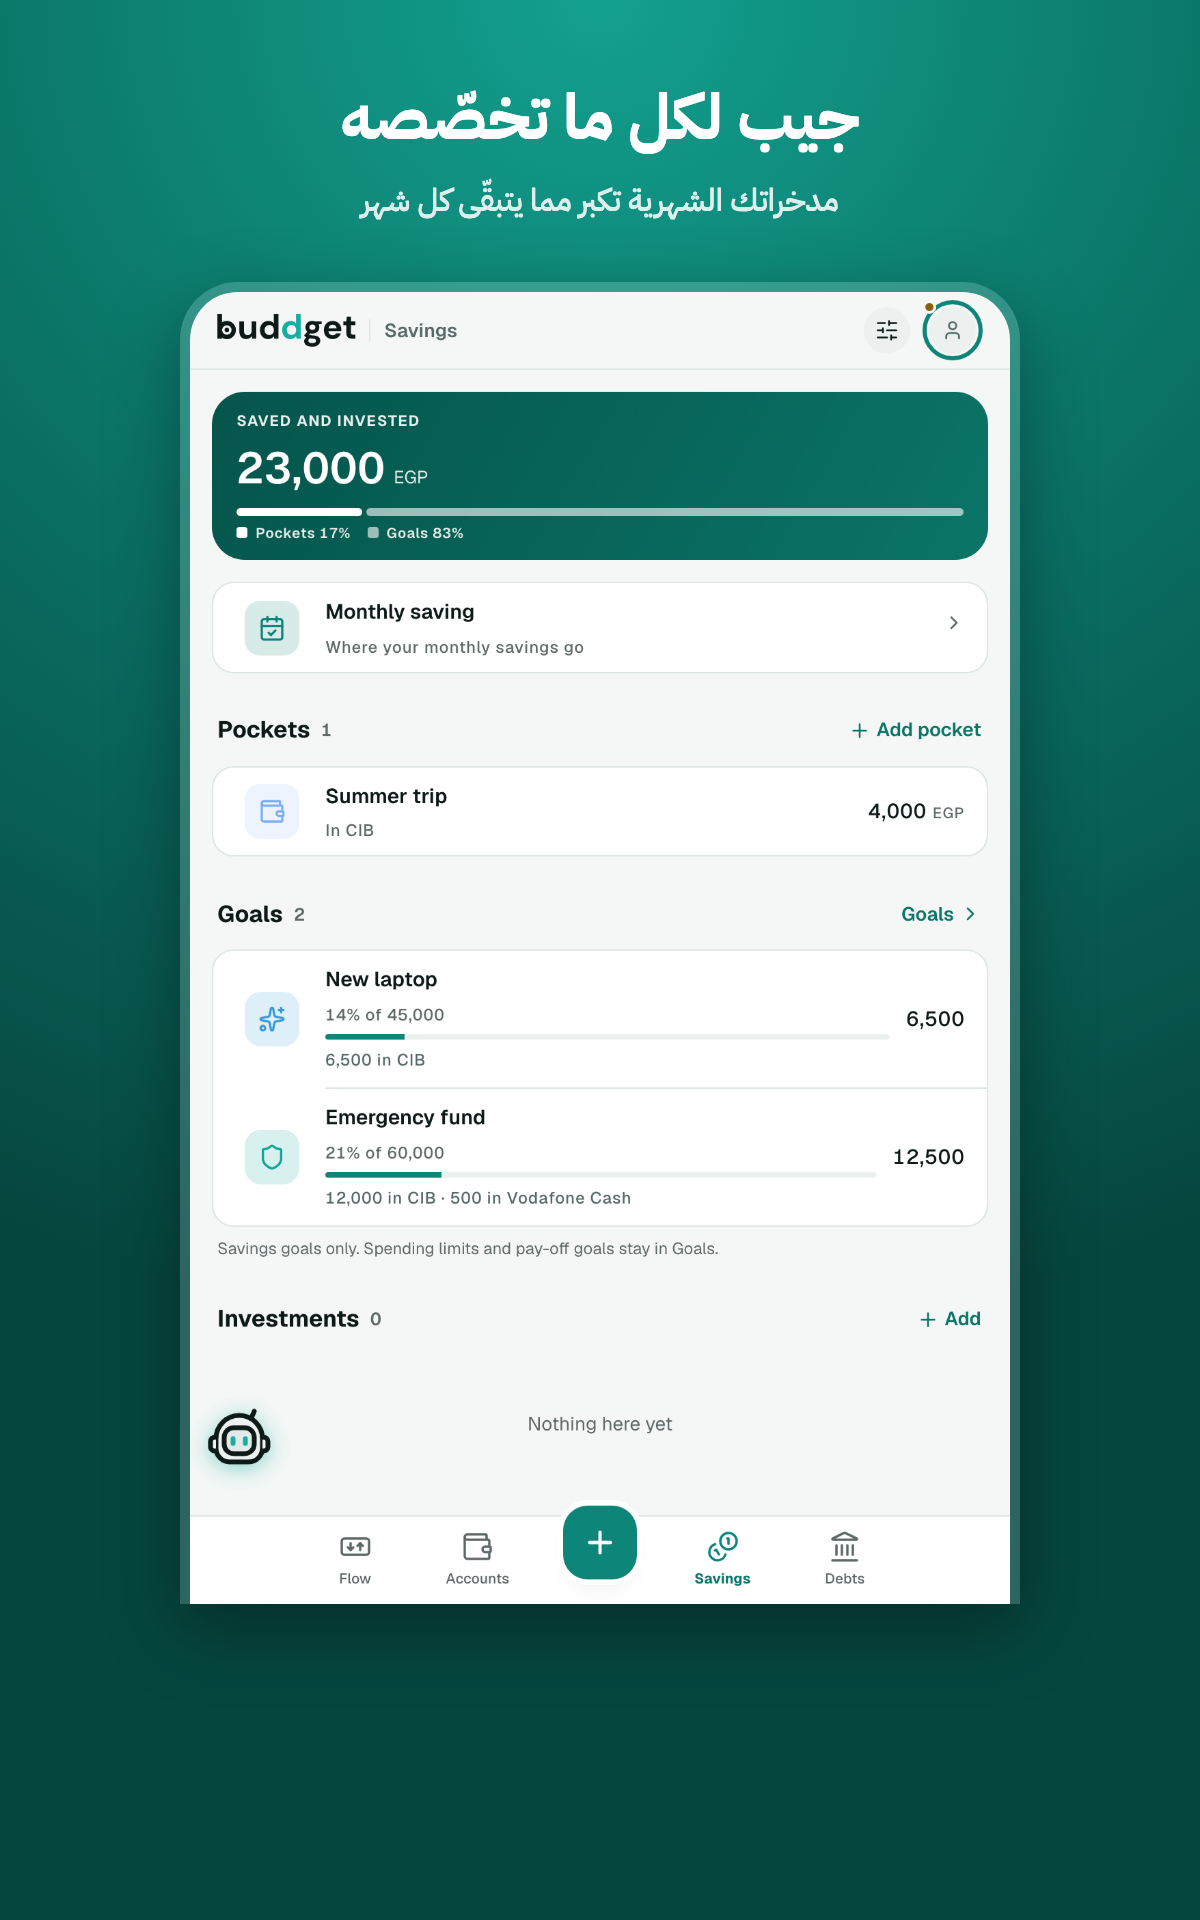 جيب لكل ما تخصّصه
مدخراتك الشهرية تكبر مما يتبقّى كل شهر
buddget Savings
SAVED AND INVESTED
23,000 EGP
Pockets 17% Goals 83%
Monthly saving
Where your monthly savings go
Pockets 1 + Add pocket
Summer trip
In CIB
4,000 EGP
Goals 2 Goals
New laptop
14% of 45,000
6,500
6,500 in CIB
Emergency fund
21% of 60,000
12,500
12,000 in CIB · 500 in Vodafone Cash
Savings goals only. Spending limits and pay-off goals stay in Goals.
Investments 0 + Add
Nothing here yet
Flow Accounts Savings Debts